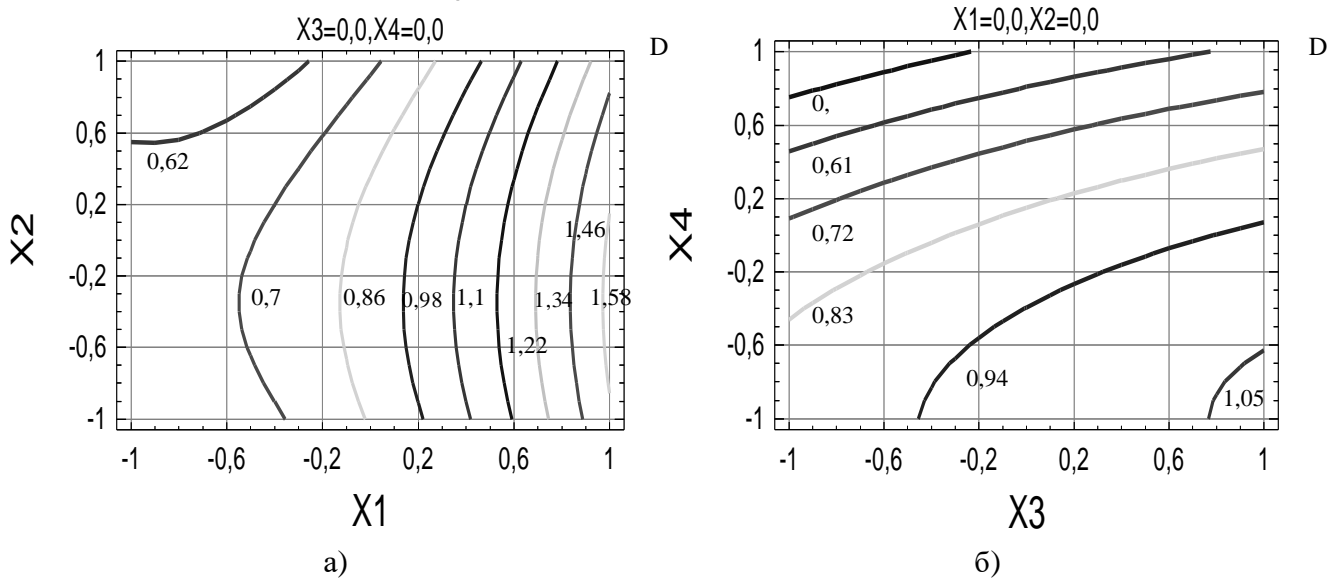 X3=0,0,X4=0,0
D
1
0,6
0,2
-0,2
-0,6
-1
X2
0,62
0,7
0,86
0,98
1,1
1,22
1,34
1,46
1,58
-1 -0,6 -0,2 0,2 0,6 1
X1
а)
X1=0,0,X2=0,0
D
1
0,6
0,2
-0,2
-0,6
-1
X4
0,
0,61
0,72
0,83
0,94
1,05
-1 -0,6 -0,2 0,2 0,6 1
X3
б)